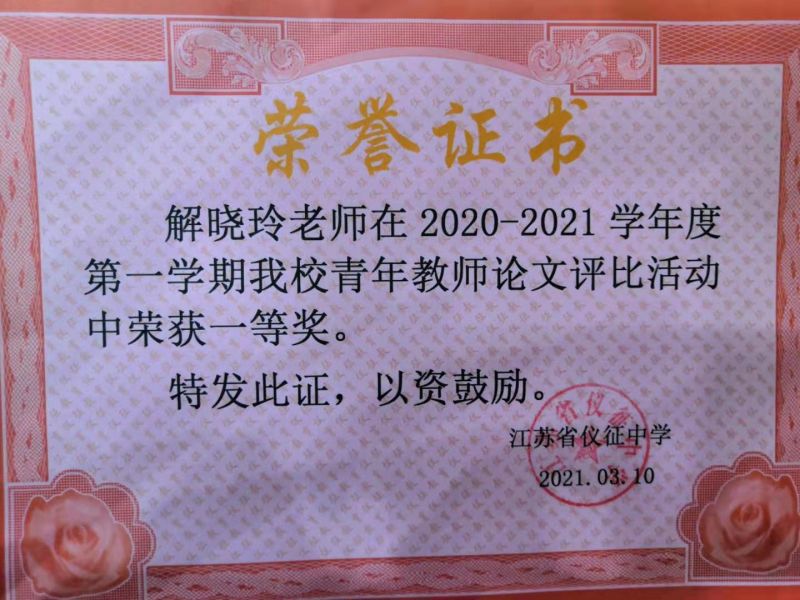 荣誉证书
解晓玲老师在 2020-2021 学年度
第一学期我校青年教师论文评比活动
中荣获一等奖。
特发此证，以资鼓励。
江苏省仪征中学
2021.03.10